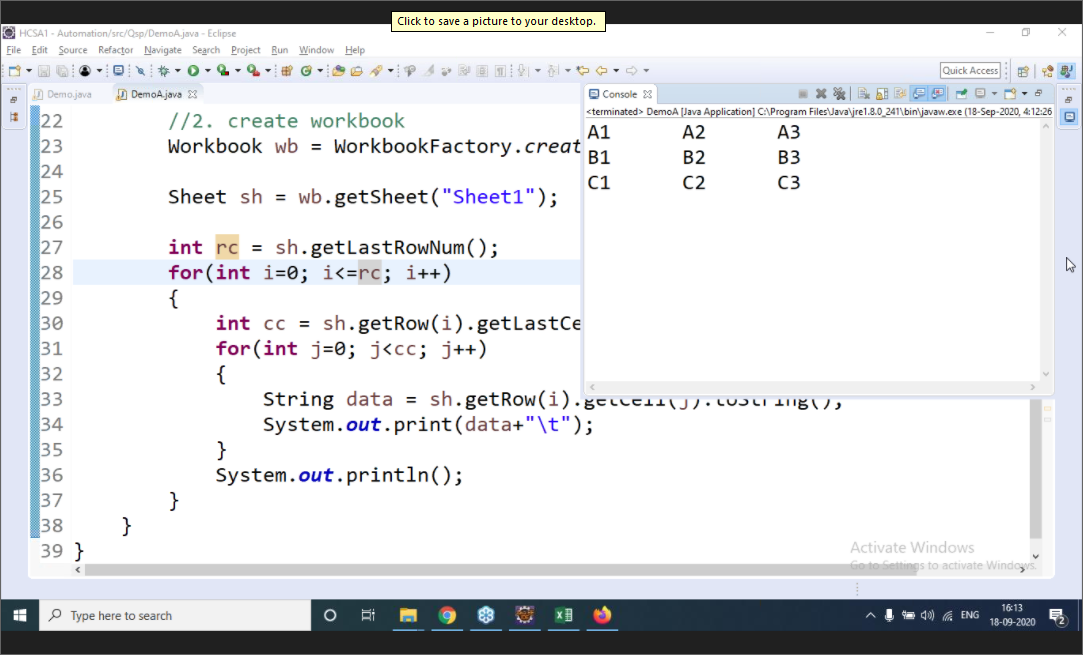 Click to save a picture to your desktop.
HCSA1 - Automation/src/Qsp/DemoA.java - Eclipse
File Edit Source Refactor Navigate Search Project Run Window Help
Quick Access
Demo.java DemoA.java
Console
<terminated> DemoA [Java Application] C:\Program Files\Java\jre1.8.0_241\bin\javaw.exe (18-Sep-2020, 4:12:26
A1 A2 A3
B1 B2 B3
C1 C2 C3
22 //2. create workbook
23 Workbook wb = WorkbookFactory.creat
24
25 Sheet sh = wb.getSheet("Sheet1");
26
27 int rc = sh.getLastRowNum();
28 for(int i=0; i<=rc; i++)
29 {
30 int cc = sh.getRow(i).getLastCe
31 for(int j=0; j<cc; j++)
32 {
33 String data = sh.getRow(i).getCell(j).toString();
34 System.out.print(data+"\t");
35 }
36 System.out.println();
37 }
38 }
39 }
Activate Windows
Go to Settings to activate Windows.
Type here to search
ENG
16:13
18-09-2020
2